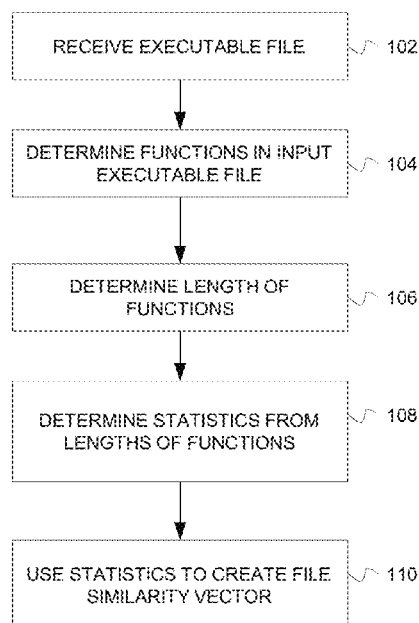 RECEIVE EXECUTABLE FILE
102
DETERMINE FUNCTIONS IN INPUT
EXECUTABLE FILE
104
DETERMINE LENGTH OF
FUNCTIONS
106
DETERMINE STATISTICS FROM
LENGTHS OF FUNCTIONS
108
USE STATISTICS TO CREATE FILE
SIMILARITY VECTOR
110